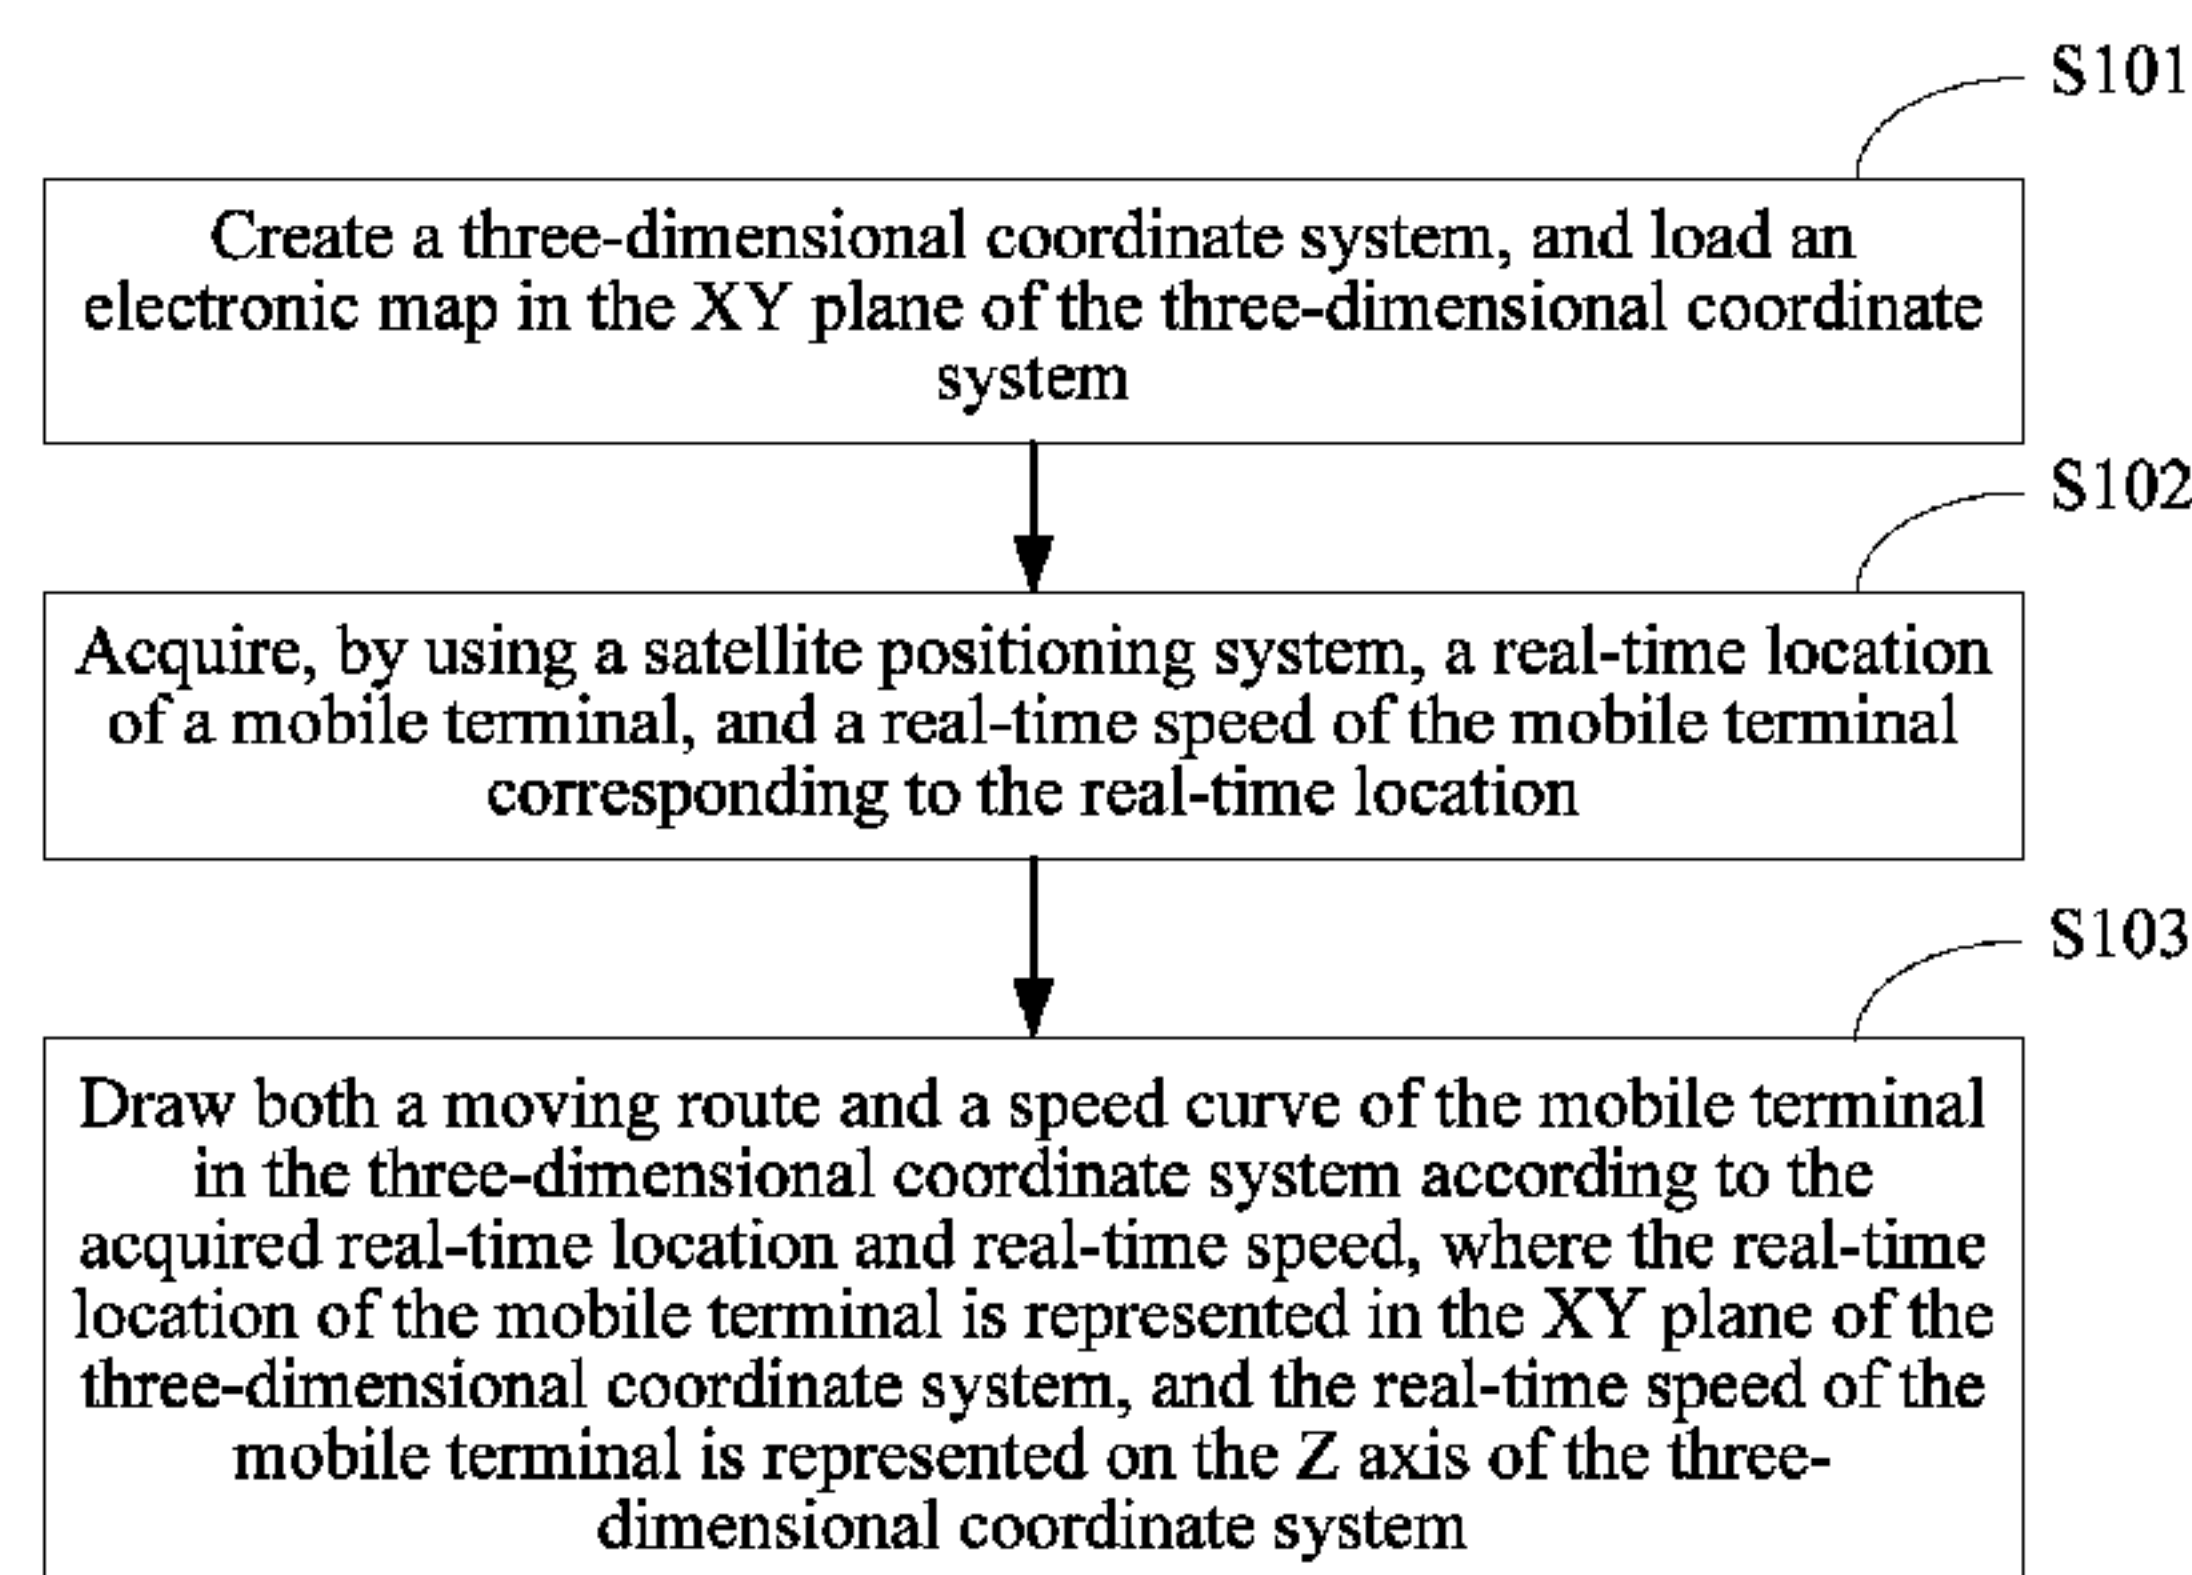 S101
Create a three-dimensional coordinate system, and load an
electronic map in the XY plane of the three-dimensional coordinate
system
S102
Acquire, by using a satellite positioning system, a real-time location
of a mobile terminal, and a real-time speed of the mobile terminal
corresponding to the real-time location
S103
Draw both a moving route and a speed curve of the mobile terminal
in the three-dimensional coordinate system according to the
acquired real-time location and real-time speed, where the real-time
location of the mobile terminal is represented in the XY plane of the
three-dimensional coordinate system, and the real-time speed of the
mobile terminal is represented on the Z axis of the three-
dimensional coordinate system